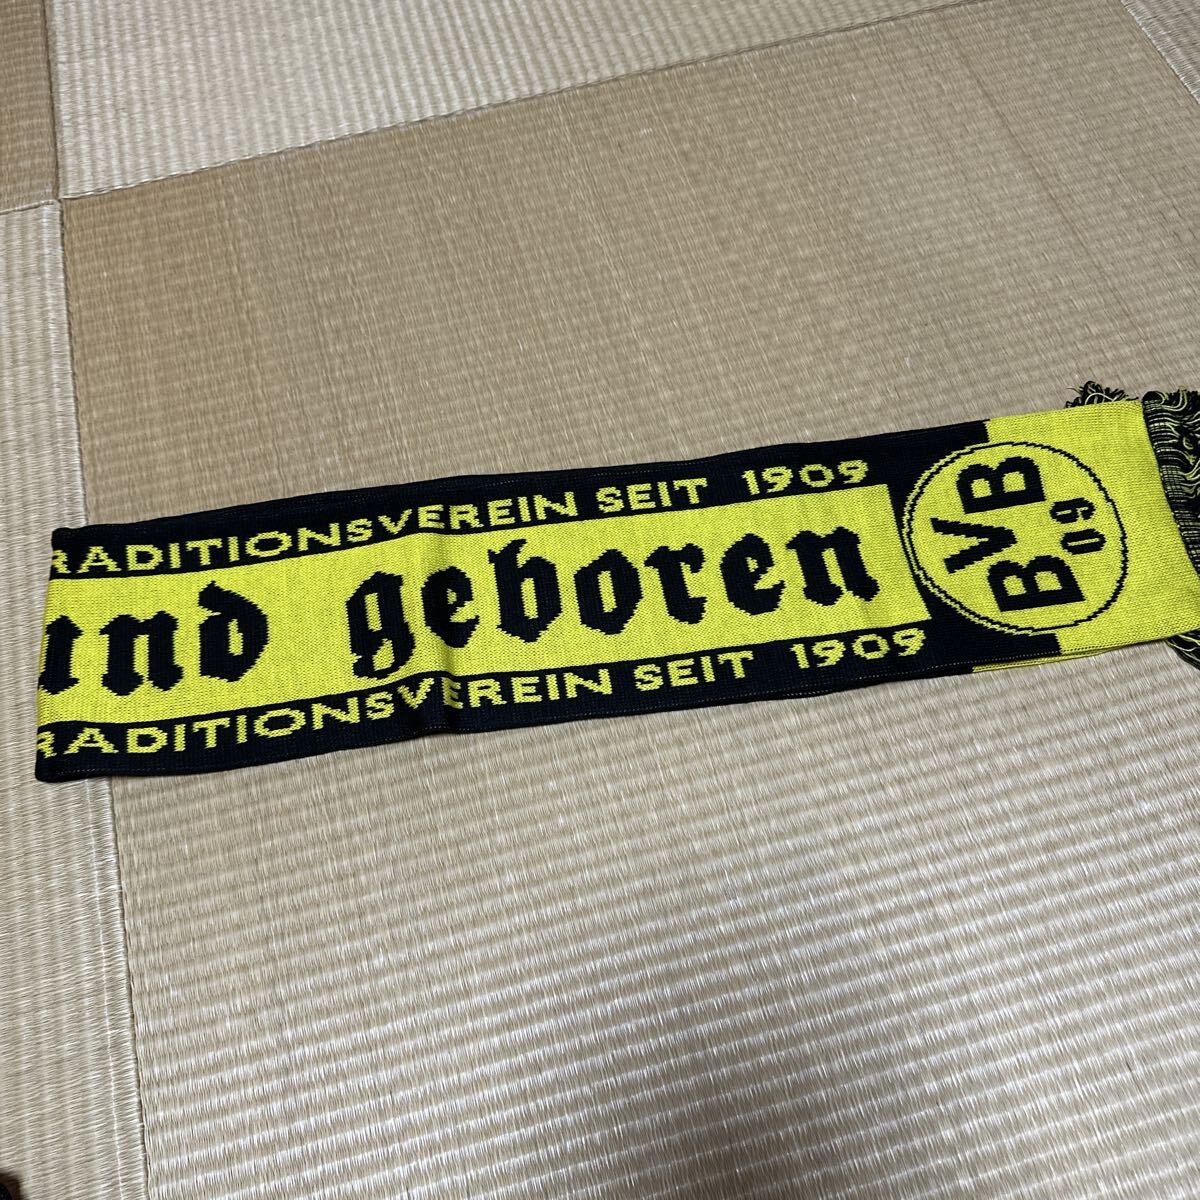 RADITIONSVEREIN SEIT 1909
und geboren
RADITIONSVEREIN SEIT 1909
BVB
09